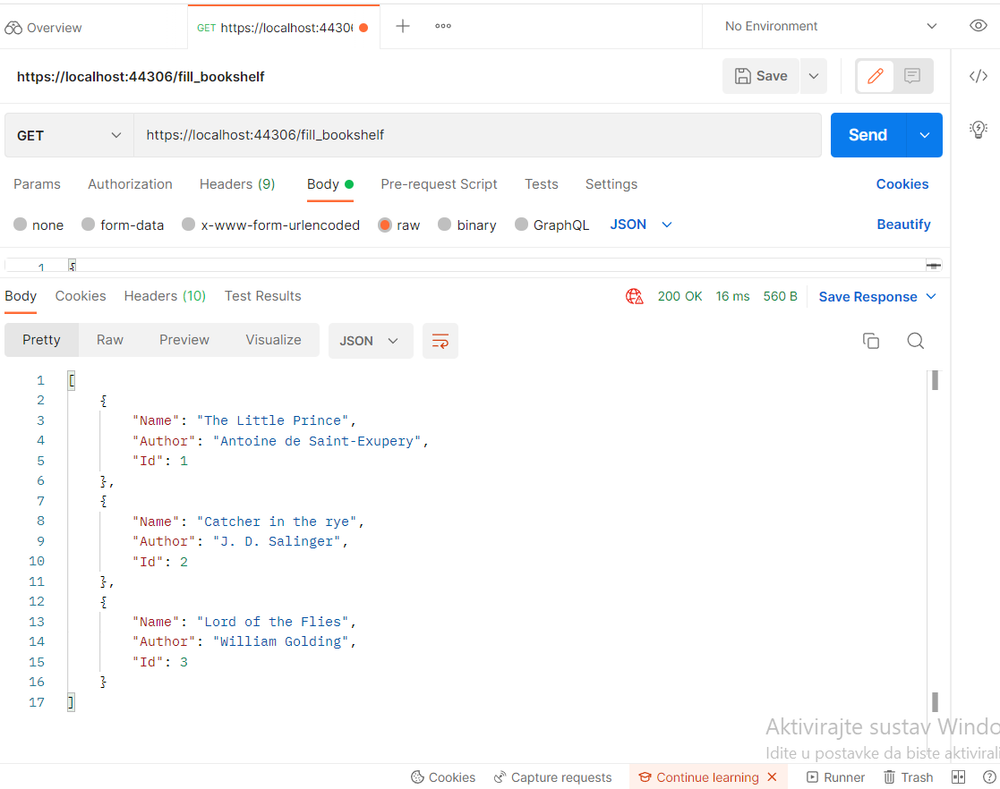 Overview
GET https://localhost:4430
No Environment
https://localhost:44306/fill_bookshelf
Save
GET
https://localhost:44306/fill_bookshelf
Send
Params Authorization Headers (9) Body Pre-request Script Tests Settings Cookies
none form-data x-www-form-urlencoded raw binary GraphQL JSON Beautify
1 {
Body Cookies Headers (10) Test Results 200 OK 16 ms 560 B Save Response
Pretty Raw Preview Visualize JSON
1 [
2 {
3 "Name": "The Little Prince",
4 "Author": "Antoine de Saint-Exupery",
5 "Id": 1
6 },
7 {
8 "Name": "Catcher in the rye",
9 "Author": "J. D. Salinger",
10 "Id": 2
11 },
12 {
13 "Name": "Lord of the Flies",
14 "Author": "William Golding",
15 "Id": 3
16 }
17 ]
Aktivirajte sustav Windo
Idite u postavke da biste aktivirali
Cookies Capture requests Continue learning Runner Trash